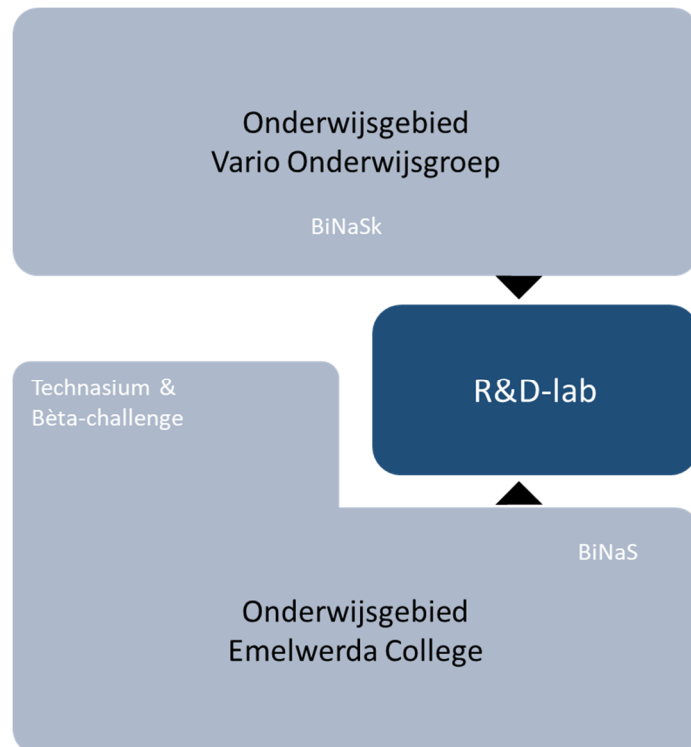 Onderwijsgebied
Vario Onderwijsgroep
BiNaSk
R&D-lab
Technasium &
Bèta-challenge
BiNaS
Onderwijsgebied
Emelwerda College